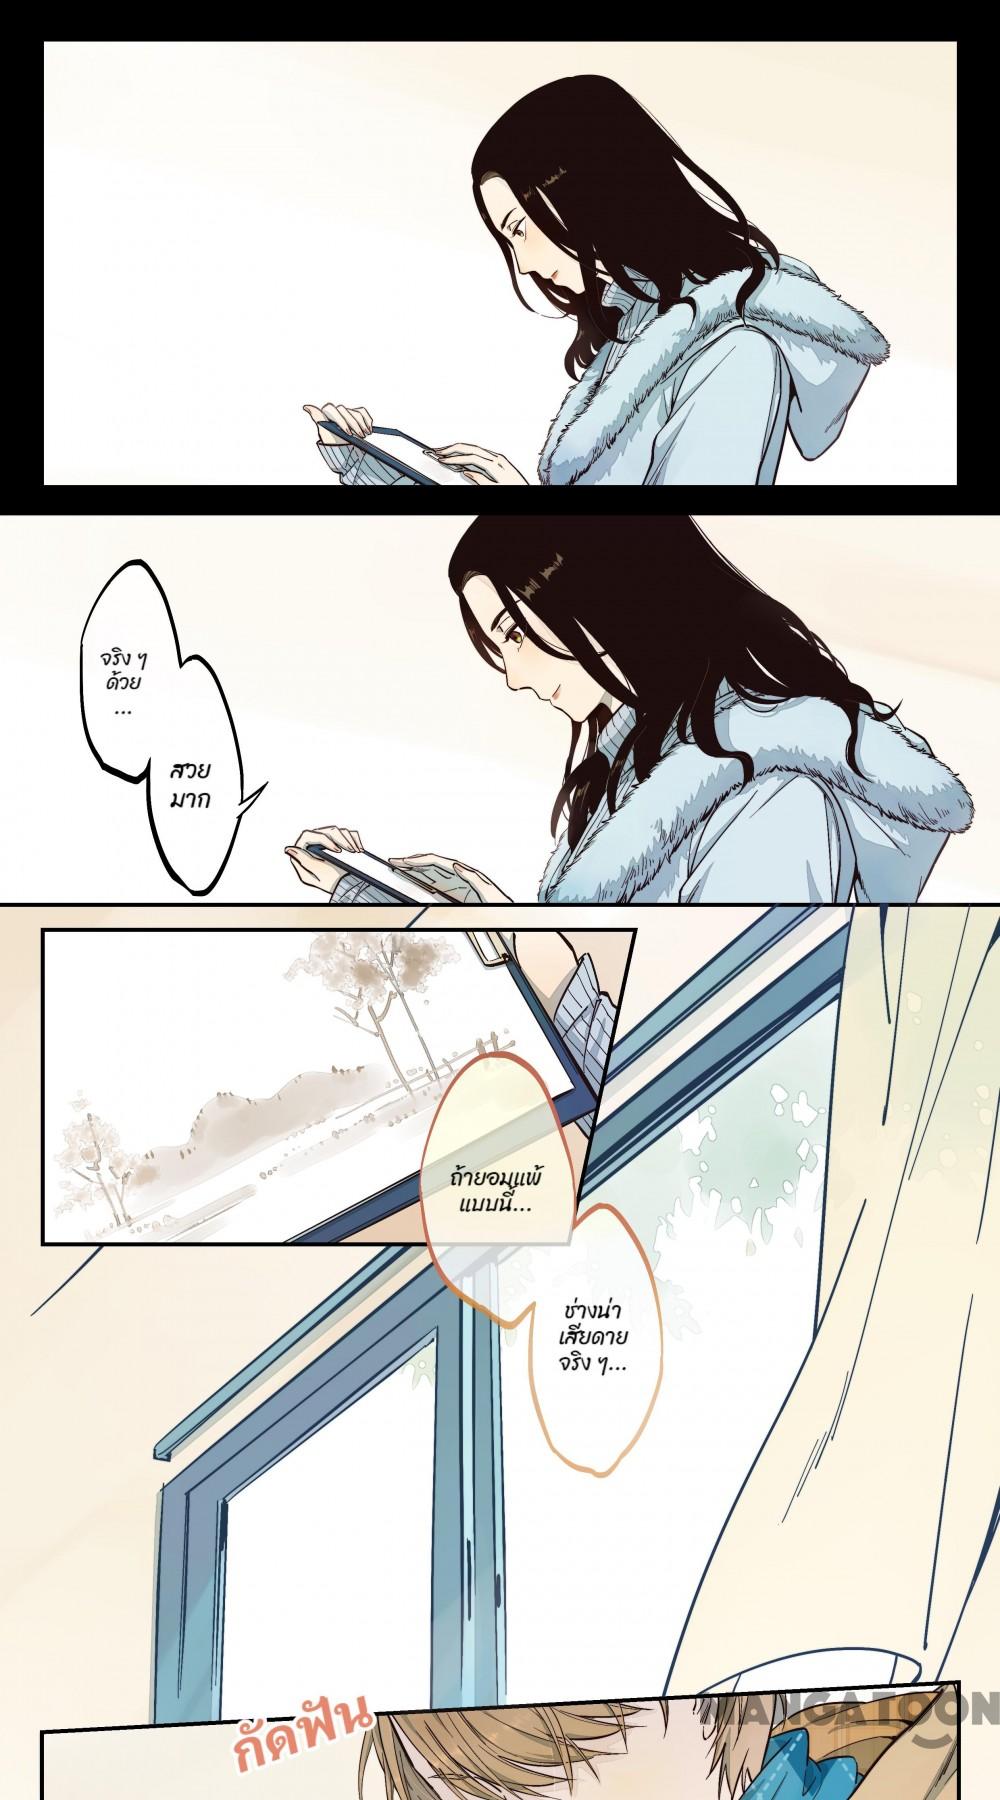 จริง ๆ
ด้วย
...
สวย
มาก
ถ้ายอมแพ้
แบบนี้...
ช่างน่า
เสียดาย
จริง ๆ...
MANGATOON
กัดฟัน